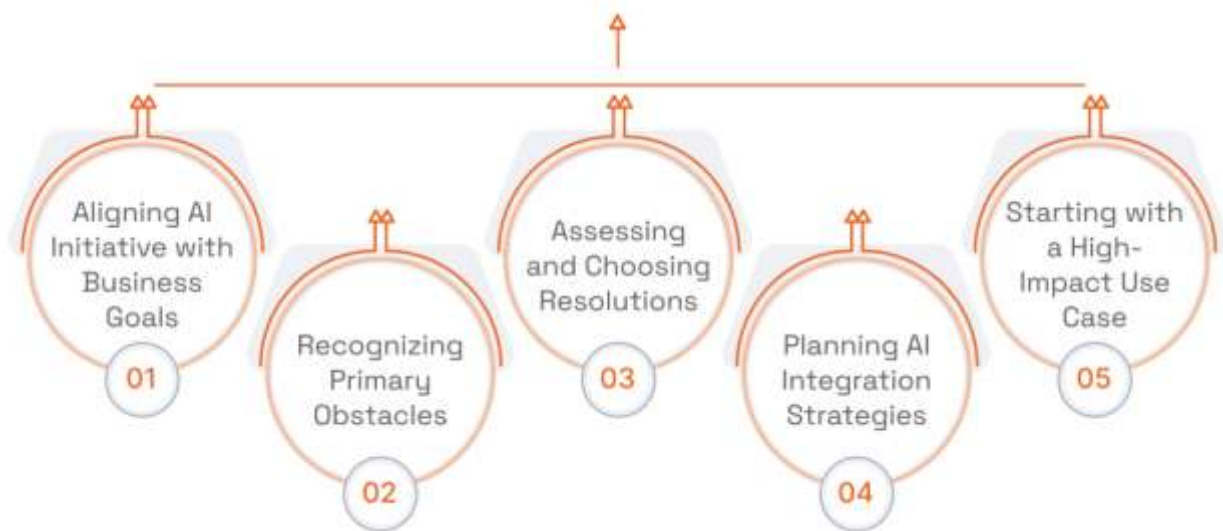 Aligning AI
Initiative with
Business
Goals
01
Recognizing
Primary
Obstacles
02
Assessing
and Choosing
Resolutions
03
Planning AI
Integration
Strategies
04
Starting with
a High-
Impact Use
Case
05